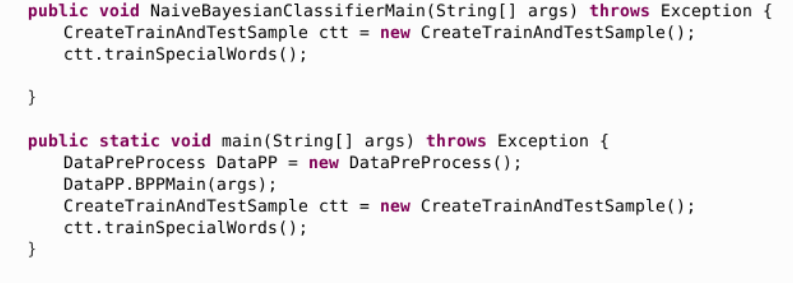 public void NaiveBayesianClassifierMain(String[] args) throws Exception {
CreateTrainAndTestSample ctt = new CreateTrainAndTestSample();
ctt.trainSpecialWords();
}
public static void main(String[] args) throws Exception {
DataPreProcess DataPP = new DataPreProcess();
DataPP.BPPMain(args);
CreateTrainAndTestSample ctt = new CreateTrainAndTestSample();
ctt.trainSpecialWords();
}